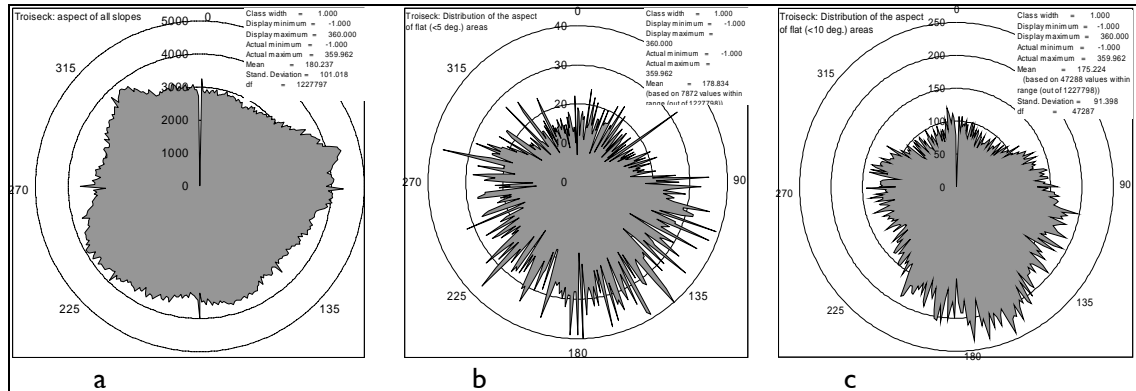 Troiseck: aspect of all slopes
Class width = 1.000
Display minimum = -1.000
Display maximum = 360.000
Actual minimum = -1.000
Actual maximum = 359.962
Mean = 180.237
Stand. Deviation = 101.018
df = 1227797
0
5000
4000
3000
2000
1000
0
315
270
225
135
a
Troiseck: Distribution of the aspect
of flat (<5 deg.) areas
Class width = 1.000
Display minimum = -1.000
Display maximum =
360.000
Actual minimum = -1.000
Actual maximum =
359.962
Mean = 178.834
(based on 7872 values within
range (out of 1227798))
0
40
30
20
10
0
315
270
225
180
135
90
b
Troiseck: Distribution of the aspect
of flat (<10 deg.) areas
Class width = 1.000
Display minimum = -1.000
Display maximum =
360.000
Actual minimum = -1.000
Actual maximum =
359.962
Mean = 175.224
(based on 47288 values within
range (out of 1227798))
Stand. Deviation = 91.398
df = 47287
0
250
200
150
100
50
0
315
270
225
180
135
90
c